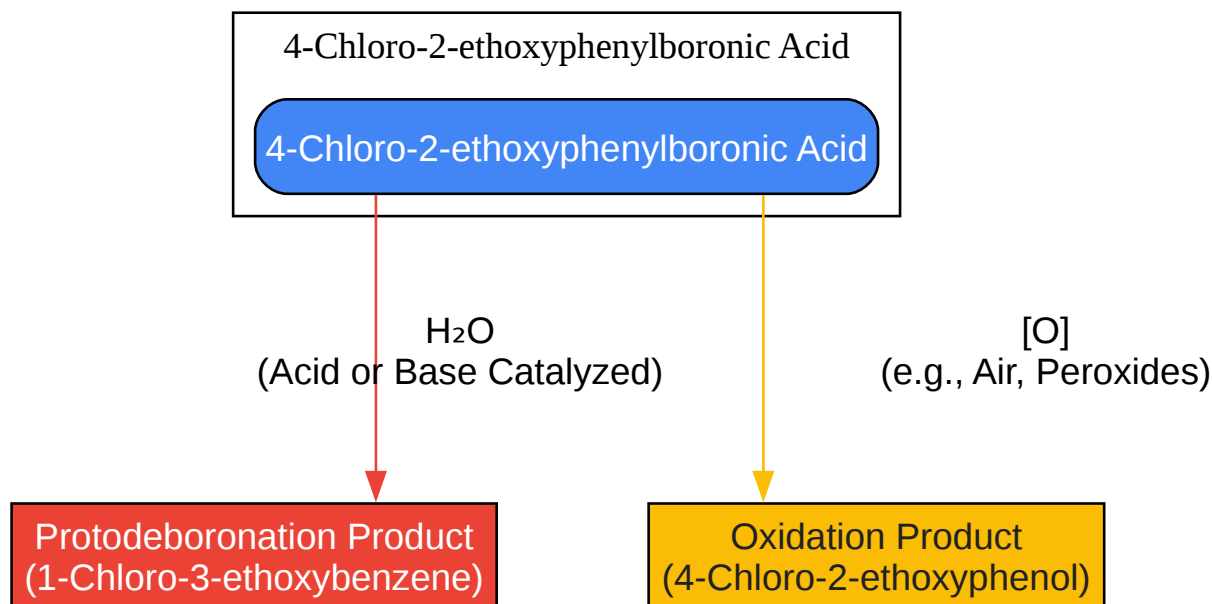 4-Chloro-2-ethoxyphenylboronic Acid
4-Chloro-2-ethoxyphenylboronic Acid
H₂O
(Acid or Base Catalyzed)
[O]
(e.g., Air, Peroxides)
Protodeboronation Product
(1-Chloro-3-ethoxybenzene)
Oxidation Product
(4-Chloro-2-ethoxyphenol)